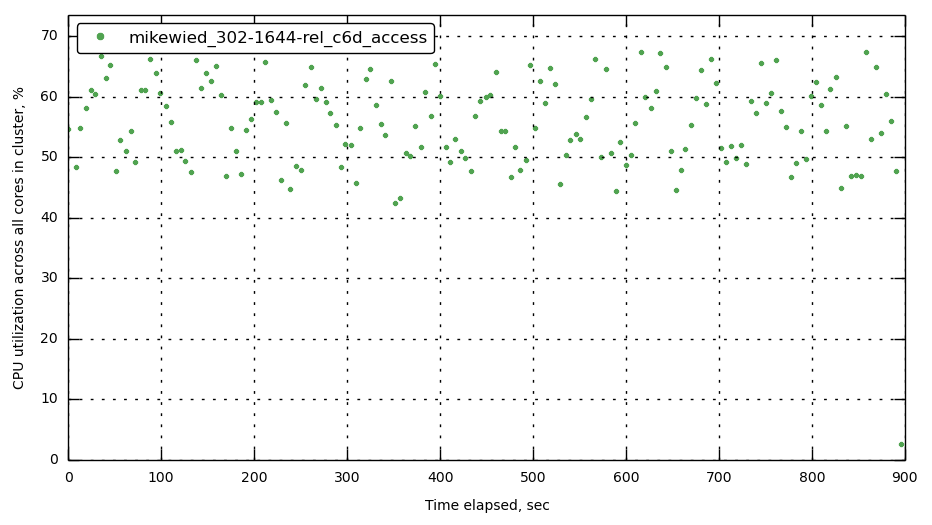 mikewied_302-1644-rel_c6d_access
CPU utilization across all cores in cluster, %
70
60
50
40
30
20
10
0
0 100 200 300 400 500 600 700 800 900
Time elapsed, sec